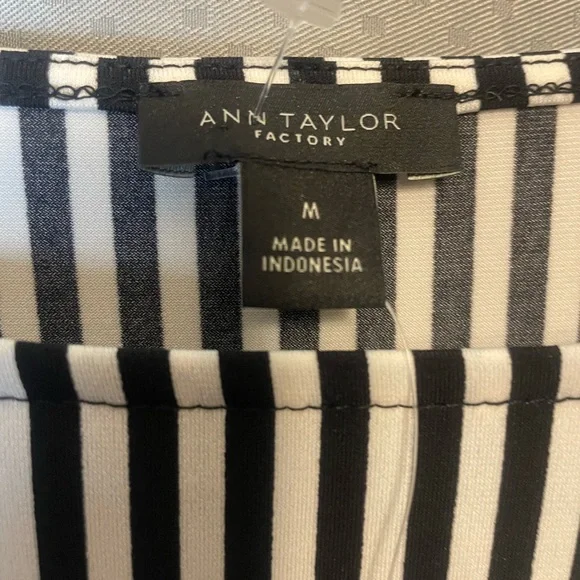 ANN TAYLOR
FACTORY
M
MADE IN
INDONESIA